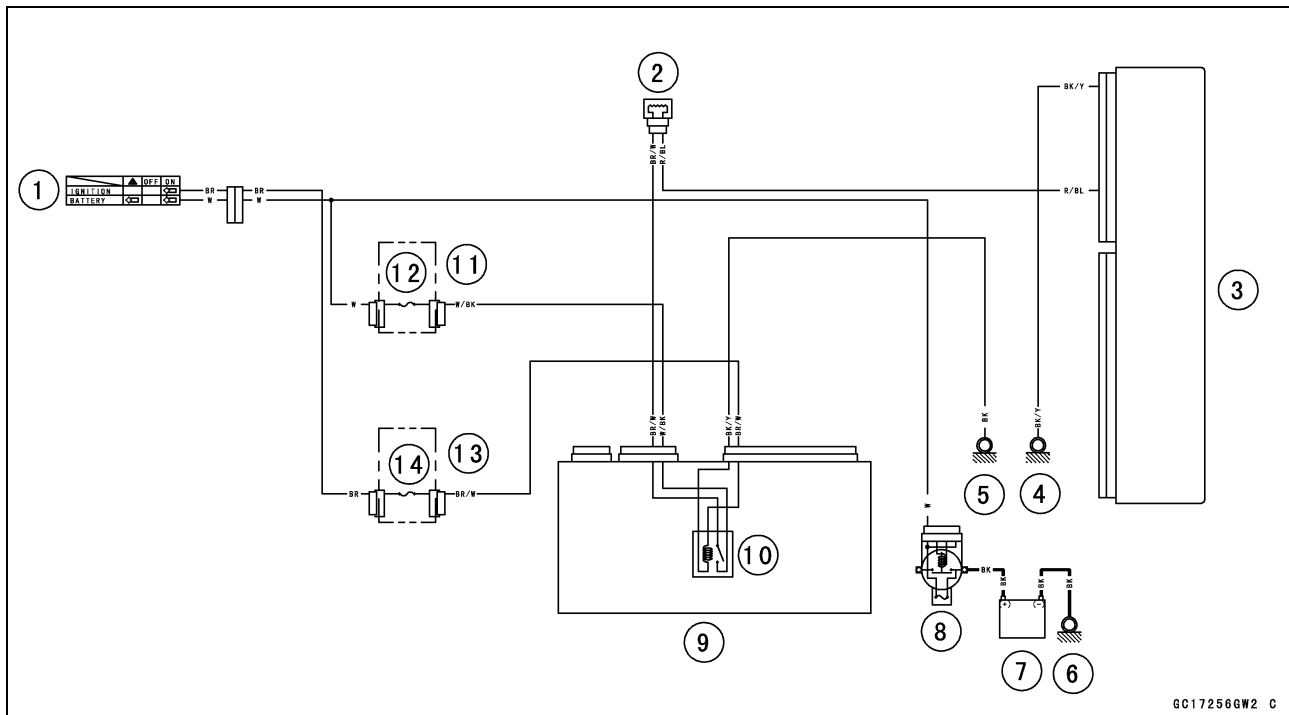 2
BK/Y
BR/W
R/BL
1
▲ OFF ON
IGNITION
BATTERY
BR
W
BR
W
R/BL
12
11
3
W
W/BK
BR/W
W/BK
BK/Y
BR/W
BK
BK/Y
14
13
BR
BR/W
5
4
W
10
BK
BK
BK
(+)
(-)
9
8
7
6
GC17256GW2 C